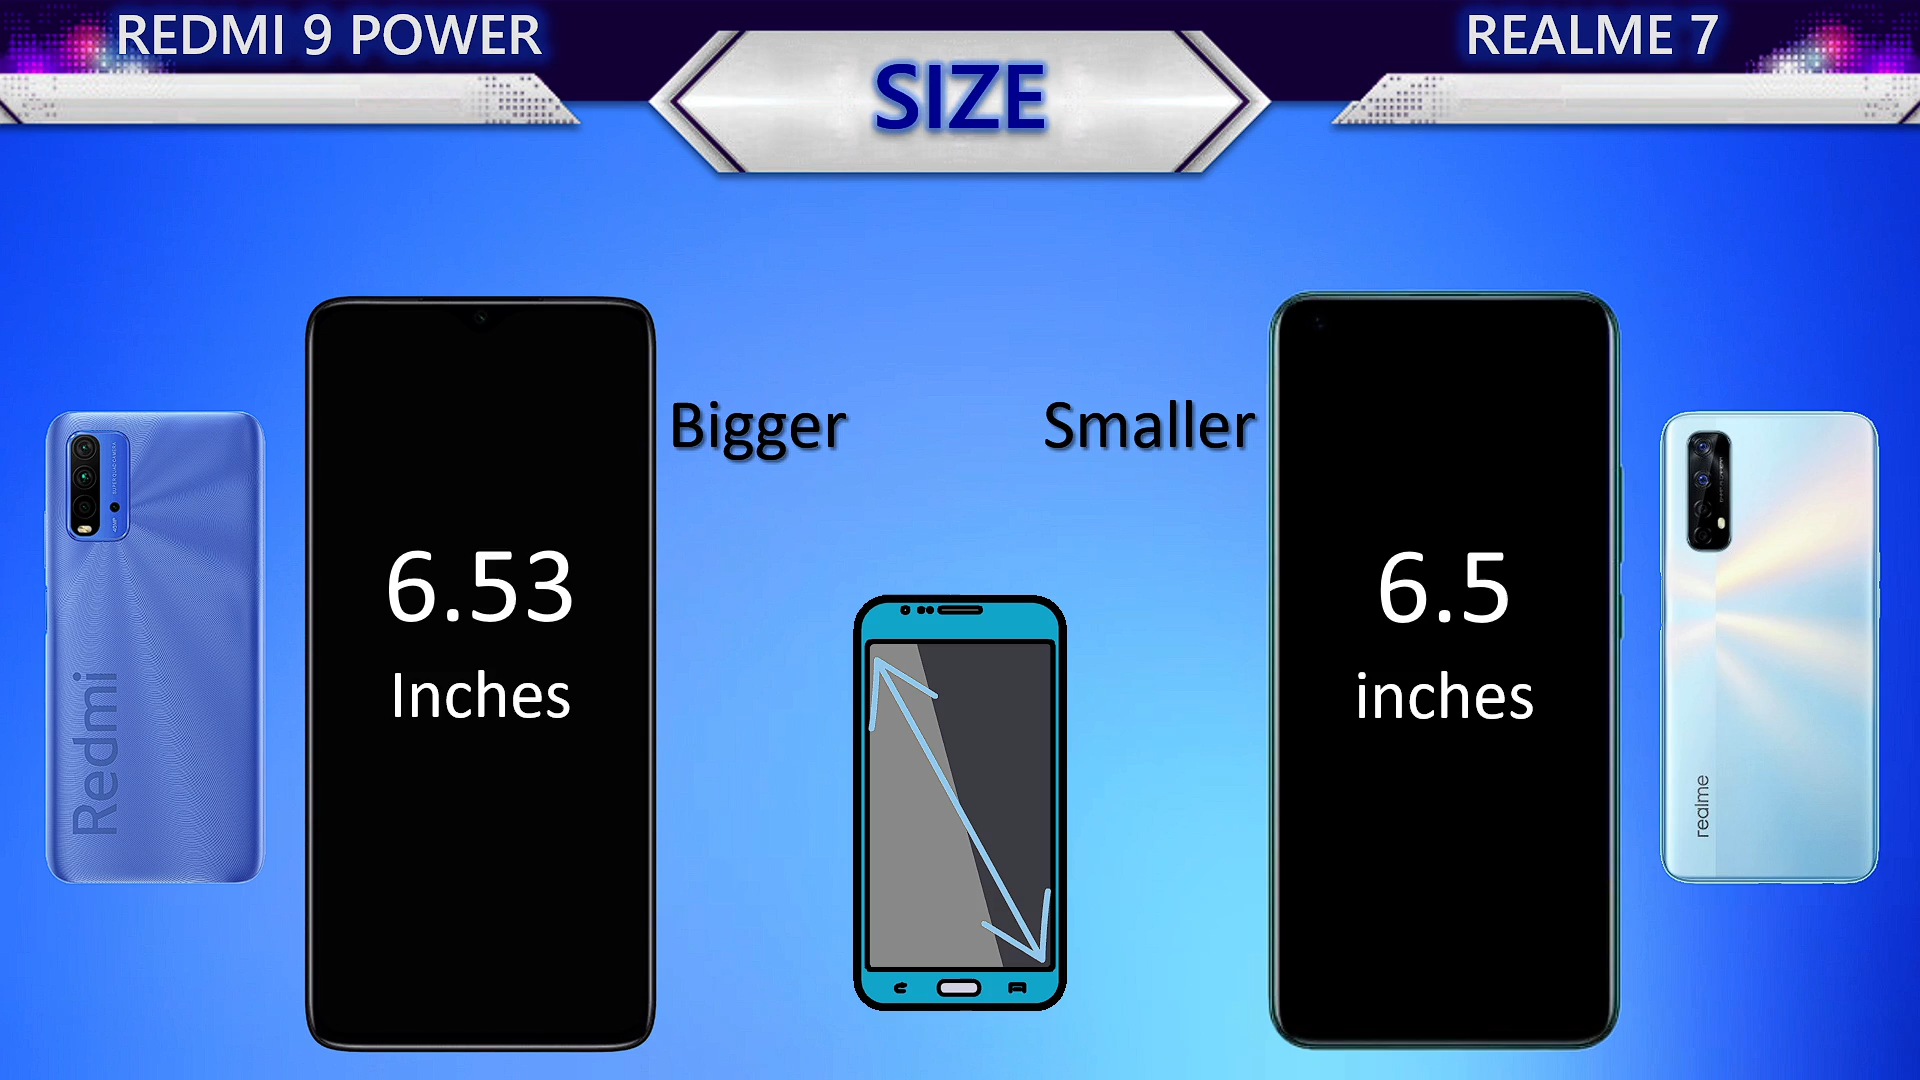 REDMI 9 POWER
SIZE
REALME 7
Bigger
Smaller
6.53
Inches
6.5
inches
Redmi
realme